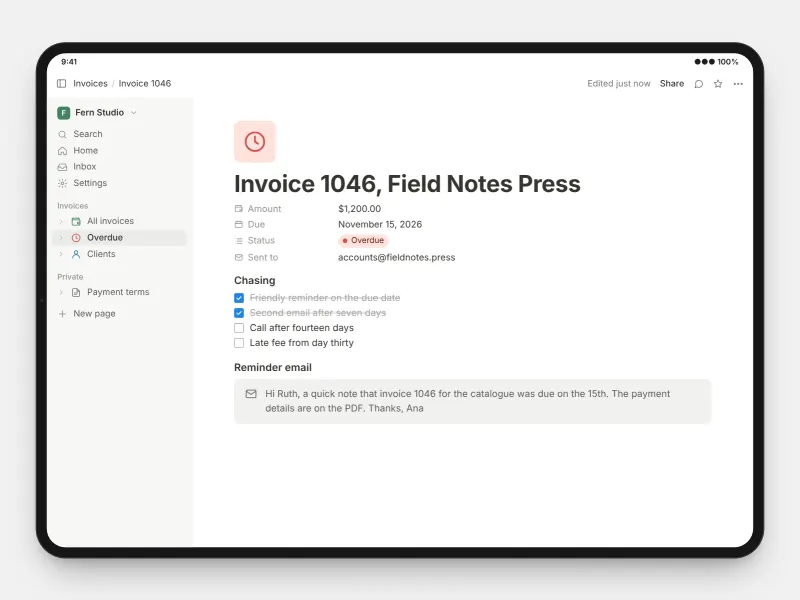 9:41
100%
Invoices / Invoice 1046
Edited just now Share
F Fern Studio
Search
Home
Inbox
Settings
Invoices
All invoices
Overdue
Clients
Private
Payment terms
New page
Invoice 1046, Field Notes Press
Amount $1,200.00
Due November 15, 2026
Status Overdue
Sent to accounts@fieldnotes.press
Chasing
Friendly reminder on the due date
Second email after seven days
Call after fourteen days
Late fee from day thirty
Reminder email
Hi Ruth, a quick note that invoice 1046 for the catalogue was due on the 15th. The payment
details are on the PDF. Thanks, Ana